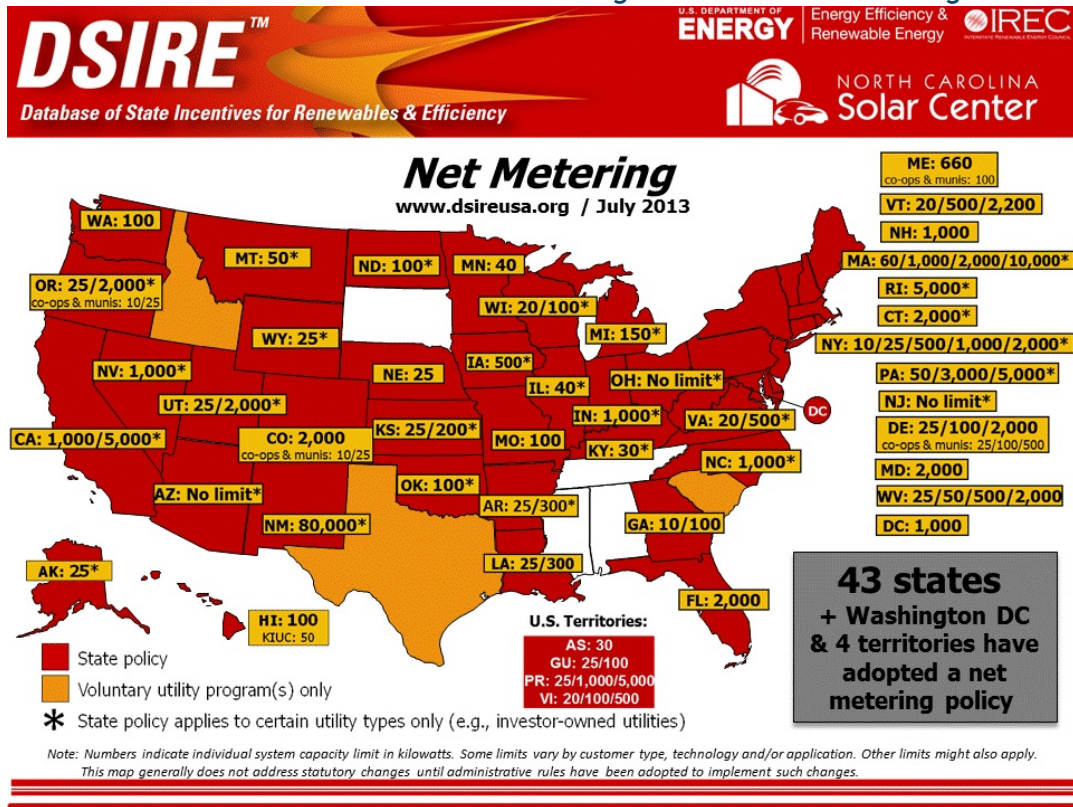 DSIRE™
Database of State Incentives for Renewables & Efficiency
U.S. DEPARTMENT OF
ENERGY
Energy Efficiency &
Renewable Energy
IREC
INTERSTATE RENEWABLE ENERGY COUNCIL
NORTH CAROLINA
Solar Center
Net Metering
www.dsireusa.org / July 2013
WA: 100
OR: 25/2,000*
co-ops & munis: 10/25
MT: 50*
ND: 100*
MN: 40
WI: 20/100*
MI: 150*
WY: 25*
NV: 1,000*
UT: 25/2,000*
CA: 1,000/5,000*
CO: 2,000
co-ops & munis: 10/25
NE: 25
KS: 25/200*
IA: 500*
IL: 40*
OH: No limit*
IN: 1,000*
MO: 100
KY: 30*
VA: 20/500*
DC
NC: 1,000*
AZ: No limit*
NM: 80,000*
OK: 100*
AR: 25/300*
GA: 10/100
LA: 25/300
FL: 2,000
AK: 25*
HI: 100
KIUC: 50
ME: 660
co-ops & munis: 100
VT: 20/500/2,200
NH: 1,000
MA: 60/1,000/2,000/10,000*
RI: 5,000*
CT: 2,000*
NY: 10/25/500/1,000/2,000*
PA: 50/3,000/5,000*
NJ: No limit*
DE: 25/100/2,000
co-ops & munis: 25/100/500
MD: 2,000
WV: 25/50/500/2,000
DC: 1,000
U.S. Territories:
AS: 30
GU: 25/100
PR: 25/1,000/5,000
VI: 20/100/500
43 states
+ Washington DC
& 4 territories have
adopted a net
metering policy
State policy
Voluntary utility program(s) only
* State policy applies to certain utility types only (e.g., investor-owned utilities)
Note: Numbers indicate individual system capacity limit in kilowatts. Some limits vary by customer type, technology and/or application. Other limits might also apply.
This map generally does not address statutory changes until administrative rules have been adopted to implement such changes.